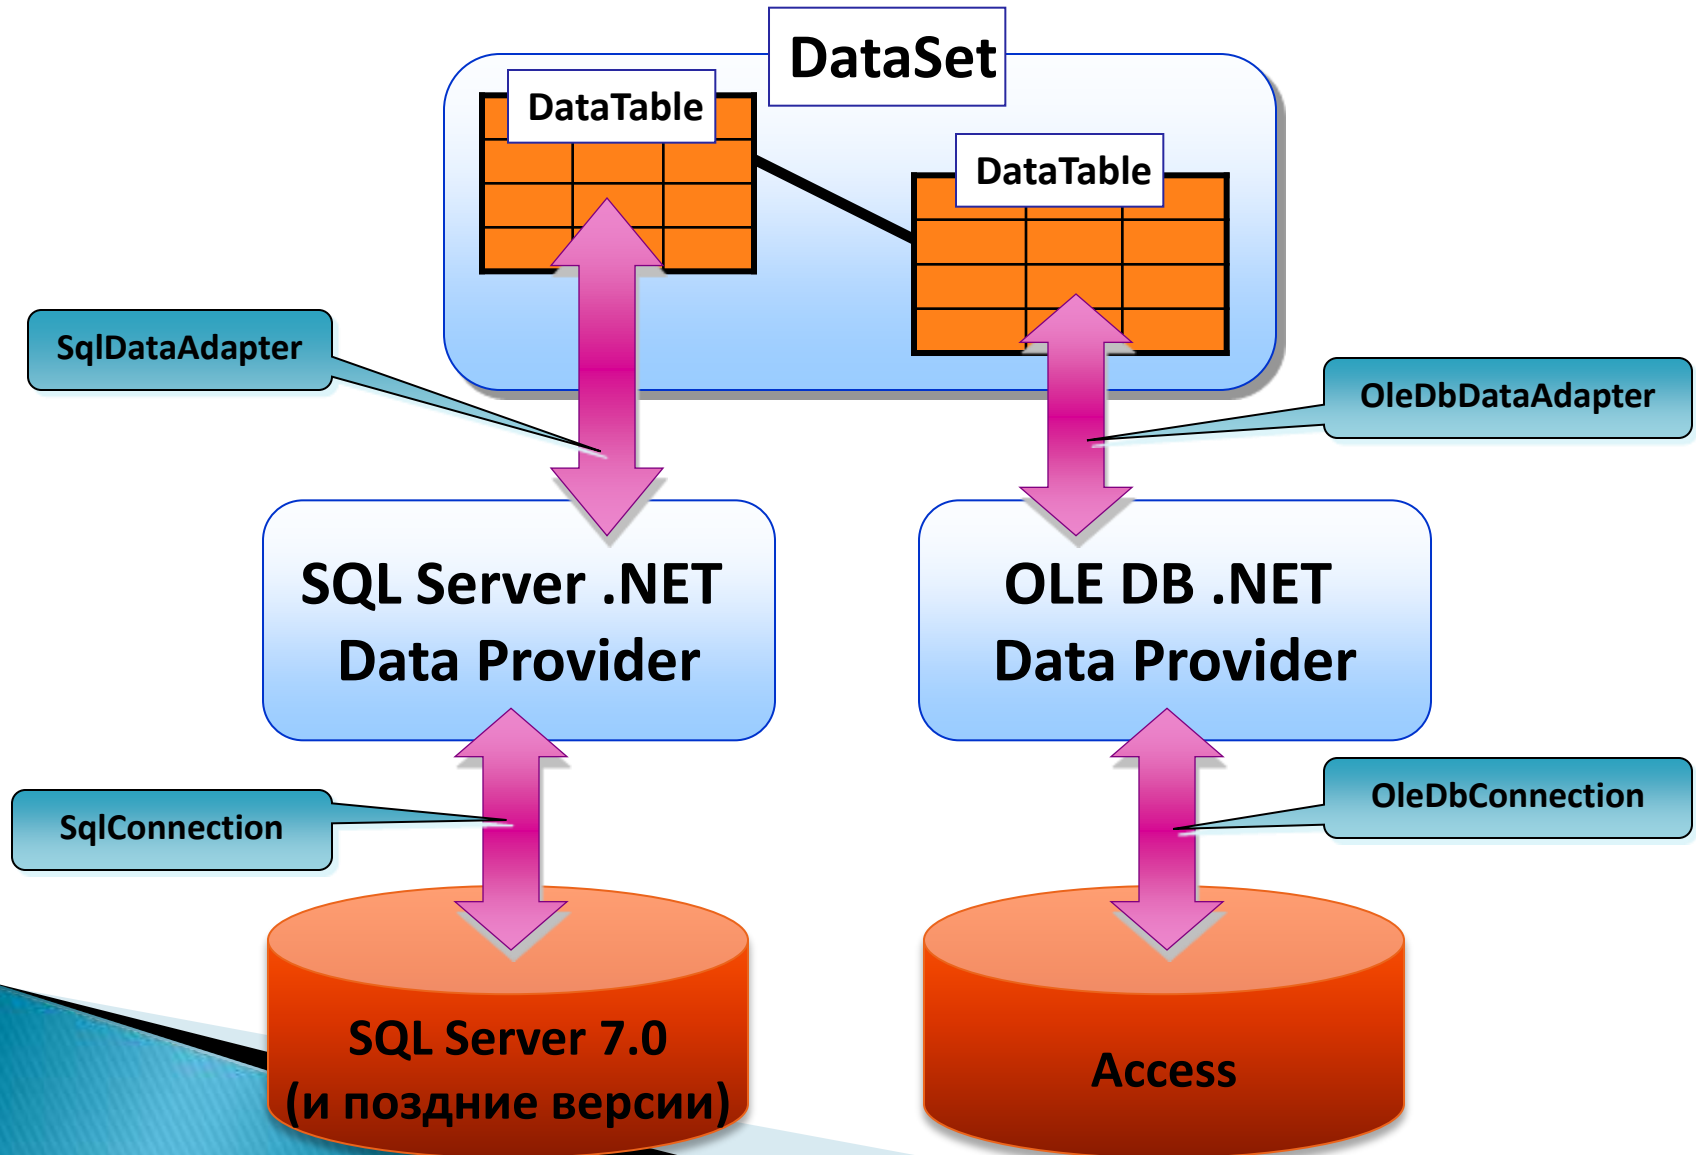 DataSet
DataTable
DataTable
SqlDataAdapter
OleDbDataAdapter
SQL Server .NET
Data Provider
OLE DB .NET
Data Provider
SqlConnection
OleDbConnection
SQL Server 7.0
(и поздние версии)
Access